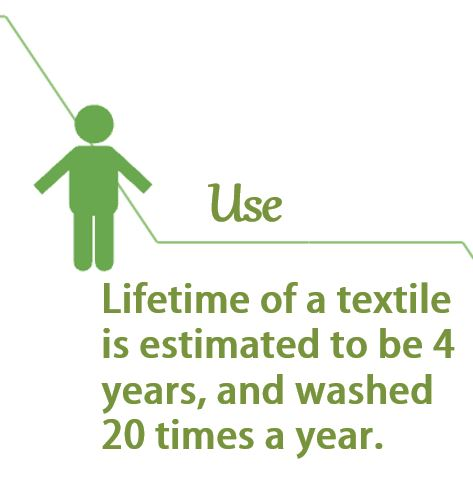 Use
Lifetime of a textile
is estimated to be 4
years, and washed
20 times a year.